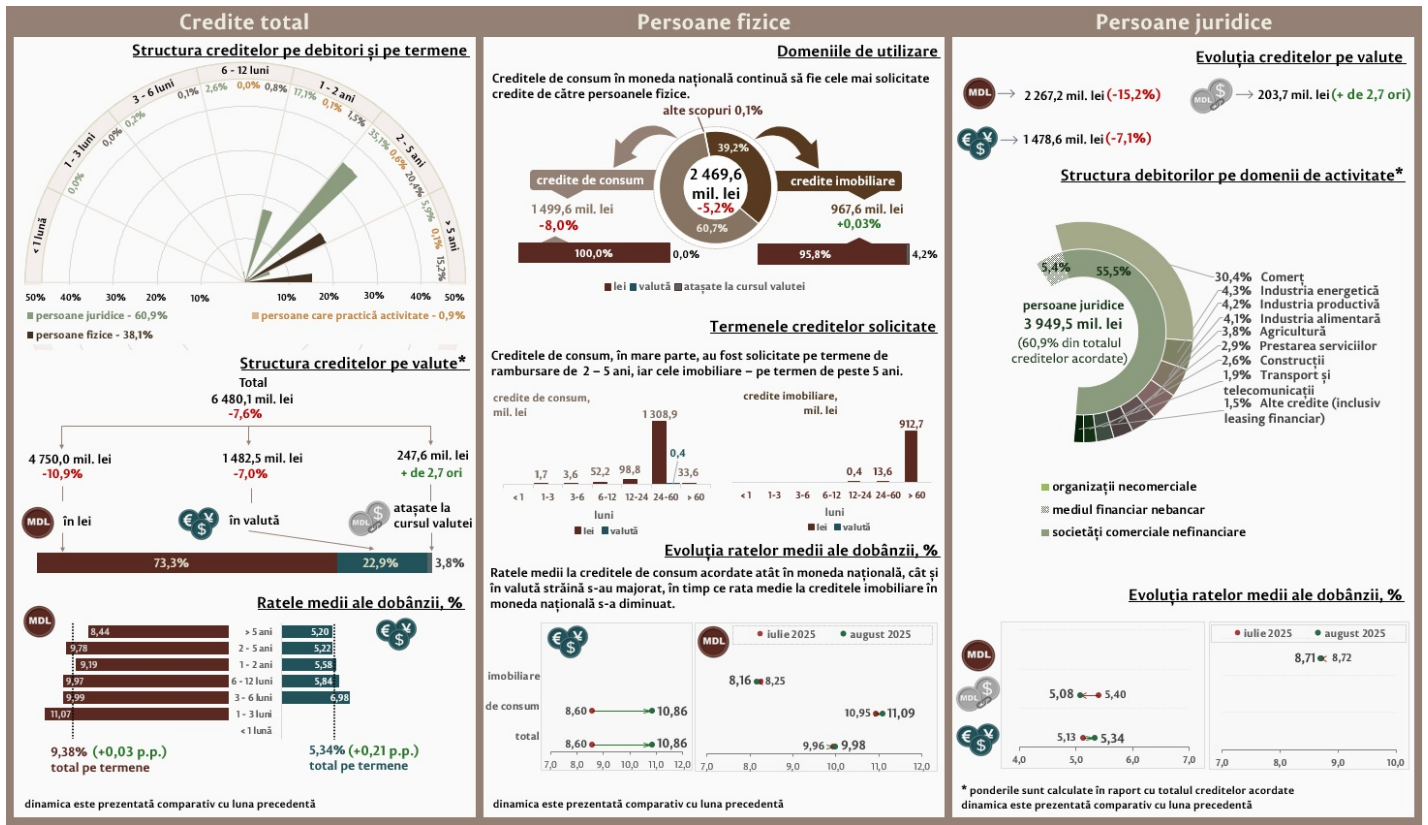 Credite total
Structura creditelor pe debitori și pe termene
< 1 lună
1 - 3 luni
3 - 6 luni
6 - 12 luni
1 - 2 ani
2 - 5 ani
> 5 ani
0,0%
0,0%
0,2%
0,1%
2,6%
0,0%
0,8%
17,1%
0,1%
1,5%
35,1%
0,6%
20,4%
5,9%
0,1%
15,2%
50% 40% 30% 20% 10% 10% 20% 30% 40% 50%
persoane juridice - 60,9%
persoane care practică activitate - 0,9%
persoane fizice - 38,1%
Structura creditelor pe valute*
Total
6 480,1 mil. lei
-7,6%
4 750,0 mil. lei
-10,9%
1 482,5 mil. lei
-7,0%
247,6 mil. lei
+ de 2,7 ori
MDL
în lei
€ ¥ $
în valută
MDL $
atașate la
cursul valutei
73,3%
22,9%
3,8%
Ratele medii ale dobânzii, %
MDL
€ ¥ $
8,44 > 5 ani 5,20
9,78 2 - 5 ani 5,22
9,19 1 - 2 ani 5,58
9,97 6 - 12 luni 5,84
9,99 3 - 6 luni 6,98
11,07 1 - 3 luni
< 1 lună
9,38% (+0,03 p.p.)
total pe termene
5,34% (+0,21 p.p.)
total pe termene
dinamica este prezentată comparativ cu luna precedentă
Persoane fizice
Domeniile de utilizare
Creditele de consum în moneda națională continuă să fie cele mai solicitate
credite de către persoanele fizice.
alte scopuri 0,1%
39,2%
2 469,6
mil. lei
-5,2%
60,7%
credite de consum
1 499,6 mil. lei
-8,0%
credite imobiliare
967,6 mil. lei
+0,03%
100,0%
0,0%
95,8%
4,2%
lei valută atașate la cursul valutei
Termenele creditelor solicitate
Creditele de consum, în mare parte, au fost solicitate pe termene de
rambursare de 2 – 5 ani, iar cele imobiliare – pe termen de peste 5 ani.
credite de consum,
mil. lei
1,7 3,6 52,2 98,8 1 308,9 0,4 33,6
< 1 1-3 3-6 6-12 12-24 24-60 > 60
luni
lei valută
credite imobiliare,
mil. lei
0,4 13,6 912,7
< 1 1-3 3-6 6-12 12-24 24-60 > 60
luni
lei valută
Evoluția ratelor medii ale dobânzii, %
Ratele medii la creditele de consum acordate atât în moneda națională, cât și
în valută străină s-au majorat, în timp ce rata medie la creditele imobiliare în
moneda națională s-a diminuat.
€ ¥ $
MDL
iulie 2025 august 2025
imobiliare
8,16 8,25
de consum
8,60 10,86
10,95 11,09
total
8,60 10,86
9,96 9,98
7,0 8,0 9,0 10,0 11,0 12,0
7,0 8,0 9,0 10,0 11,0 12,0
dinamica este prezentată comparativ cu luna precedentă
Persoane juridice
Evoluția creditelor pe valute
MDL
2 267,2 mil. lei (-15,2%)
MDL $
203,7 mil. lei (+ de 2,7 ori)
€ ¥ $
1 478,6 mil. lei (-7,1%)
Structura debitorilor pe domenii de activitate*
5,4%
55,5%
persoane juridice
3 949,5 mil. lei
(60,9% din totalul
creditelor acordate)
30,4% Comerț
4,3% Industria energetică
4,2% Industria productivă
4,1% Industria alimentară
3,8% Agricultură
2,9% Prestarea serviciilor
2,6% Construcții
1,9% Transport și
telecomunicații
1,5% Alte credite (inclusiv
leasing financiar)
organizații necomerciale
mediul financiar nebancar
societăți comerciale nefinanciare
Evoluția ratelor medii ale dobânzii, %
iulie 2025 august 2025
MDL
8,71 8,72
MDL $
5,08 5,40
€ ¥ $
5,13 5,34
4,0 5,0 6,0 7,0
7,0 8,0 9,0 10,0
* ponderile sunt calculate în raport cu totalul creditelor acordate
dinamica este prezentată comparativ cu luna precedentă